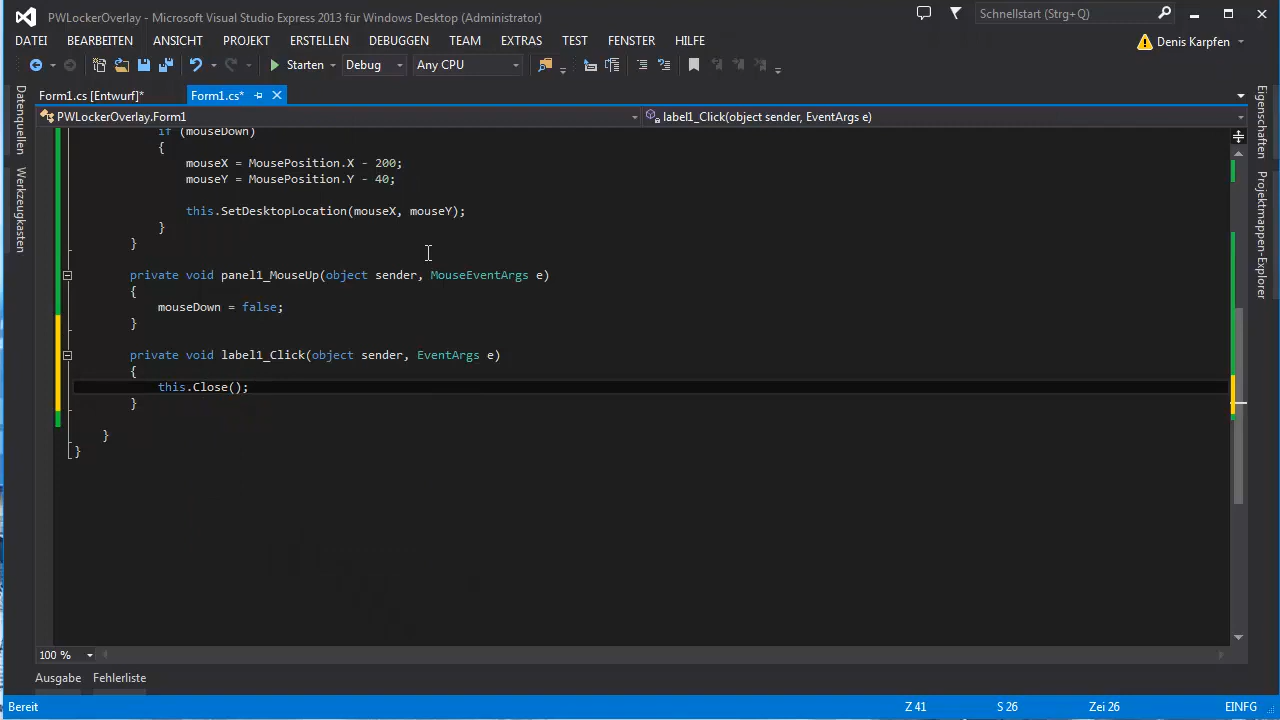 PWLockerOverlay - Microsoft Visual Studio Express 2013 für Windows Desktop (Administrator)
Schnellstart (Strg+Q)
DATEI BEARBEITEN ANSICHT PROJEKT ERSTELLEN DEBUGGEN TEAM EXTRAS TEST FENSTER HILFE
Denis Karpfen
Starten Debug Any CPU
Form1.cs [Entwurf]* Form1.cs*
PWLockerOverlay.Form1 label1_Click(object sender, EventArgs e)
Datenquellen
Werkzeugkasten
if (mouseDown)
{
mouseX = MousePosition.X - 200;
mouseY = MousePosition.Y - 40;
this.SetDesktopLocation(mouseX, mouseY);
}
}
private void panel1_MouseUp(object sender, MouseEventArgs e)
{
mouseDown = false;
}
private void label1_Click(object sender, EventArgs e)
{
this.Close();
}
}
}
Eigenschaften
Projektmappen-Explorer
100 %
Ausgabe Fehlerliste
Bereit Z 41 S 26 Zei 26 EINFG